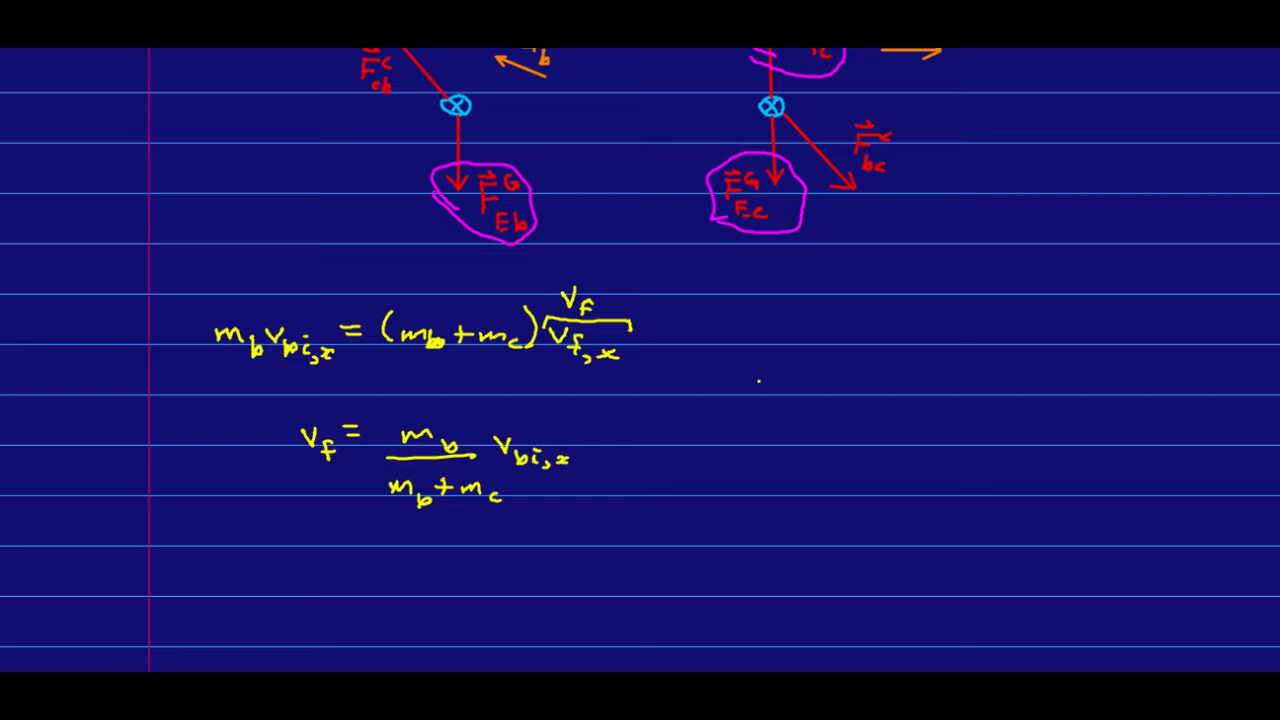 F⃗ᶜ_cb
b
c
F⃗ᶜ_bc
F⃗ᴳ_Eb
F⃗ᴳ_Ec
v_f
m_b v_bi,x = (m_b + m_c) v_f,x
v_f = m_b / (m_b + m_c) v_bi,x